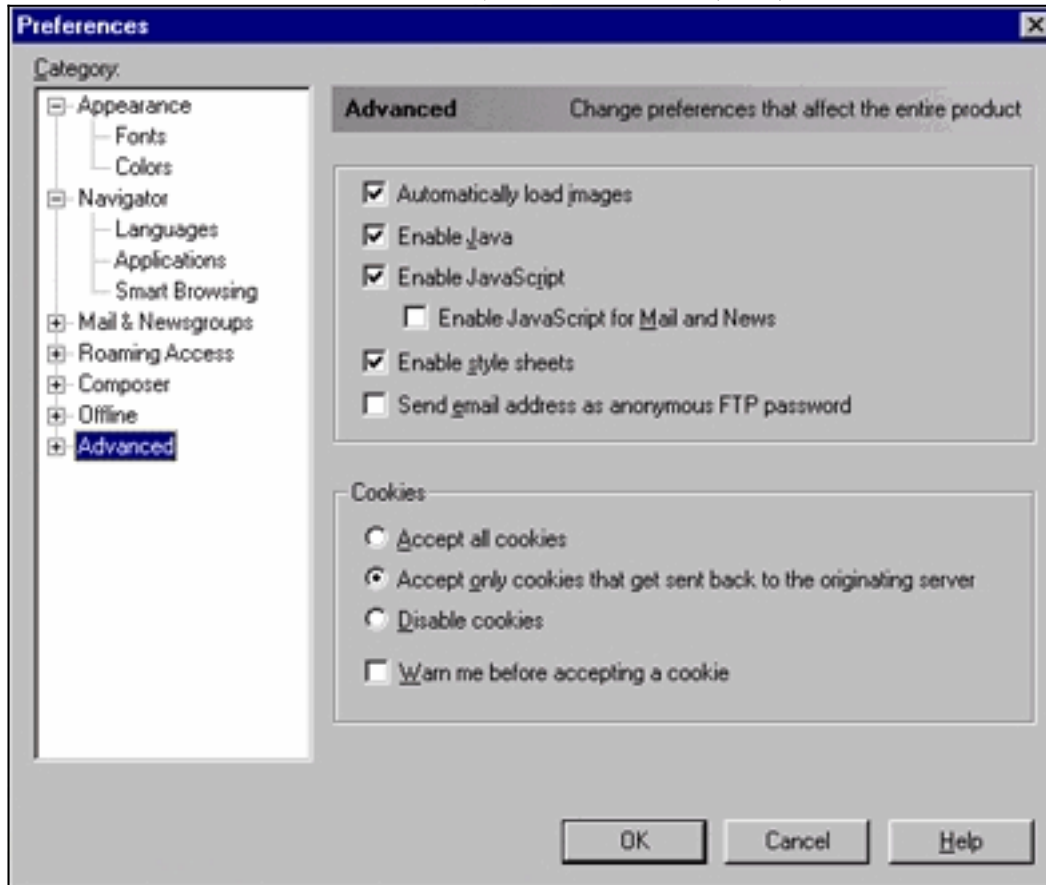 Preferences
Category:
Appearance
Fonts
Colors
Navigator
Languages
Applications
Smart Browsing
Mail & Newsgroups
Roaming Access
Composer
Offline
Advanced
Advanced Change preferences that affect the entire product
Automatically load images
Enable Java
Enable JavaScript
Enable JavaScript for Mail and News
Enable style sheets
Send email address as anonymous FTP password
Cookies
Accept all cookies
Accept only cookies that get sent back to the originating server
Disable cookies
Warn me before accepting a cookie
OK Cancel Help